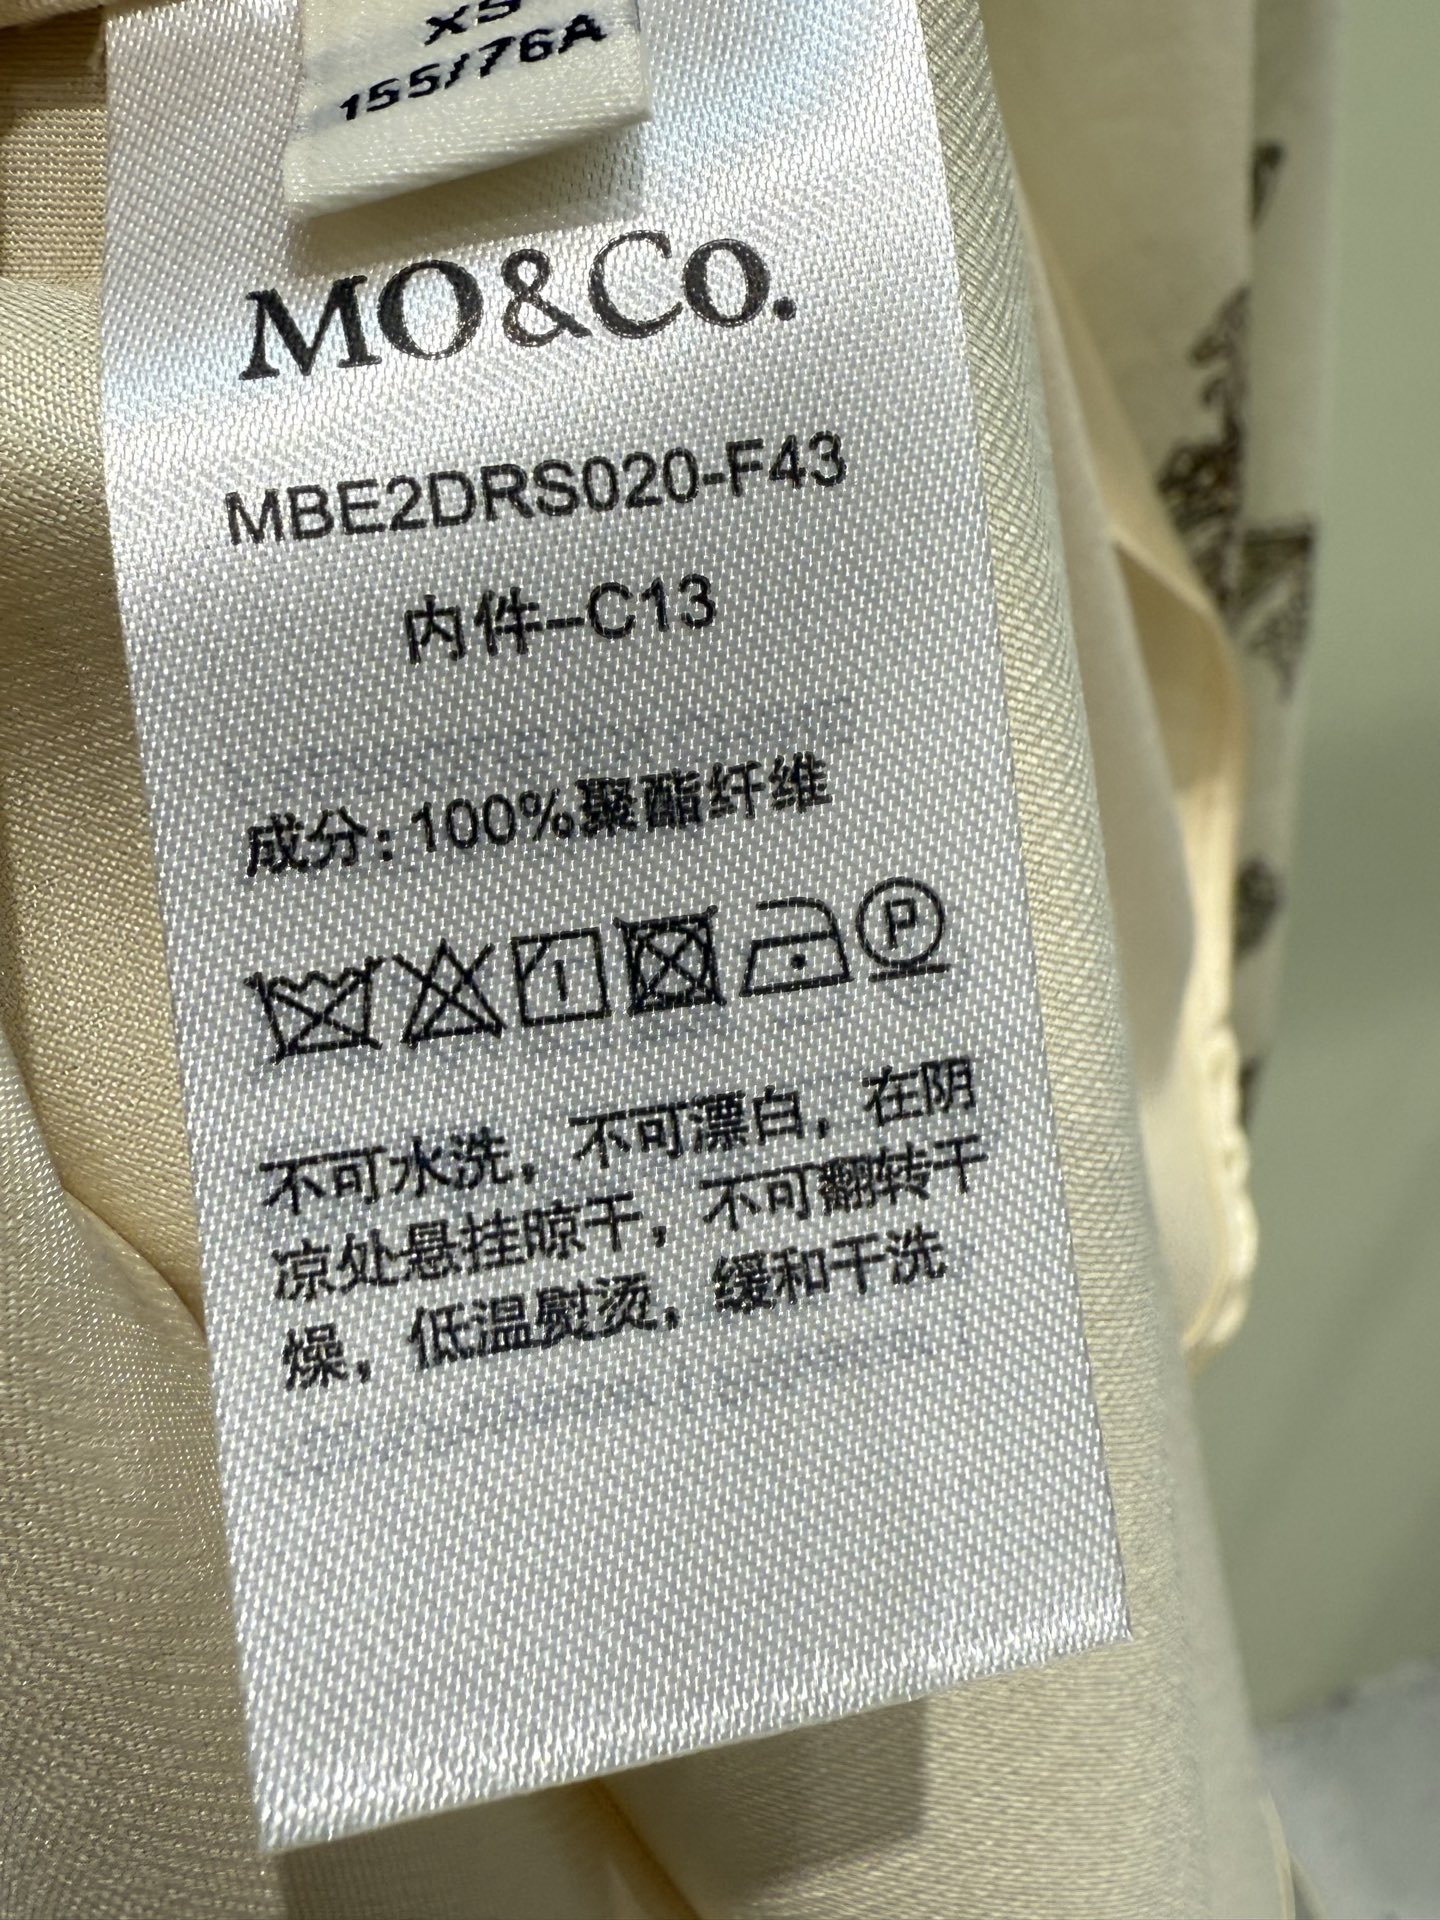 XS
155/76A
MO&Co.
MBE2DRS020-F43
内件–C13
成分: 100%聚酯纤维
P
不可水洗，不可漂白，在阴
凉处悬挂晾干，不可翻转干
燥，低温熨烫，缓和干洗